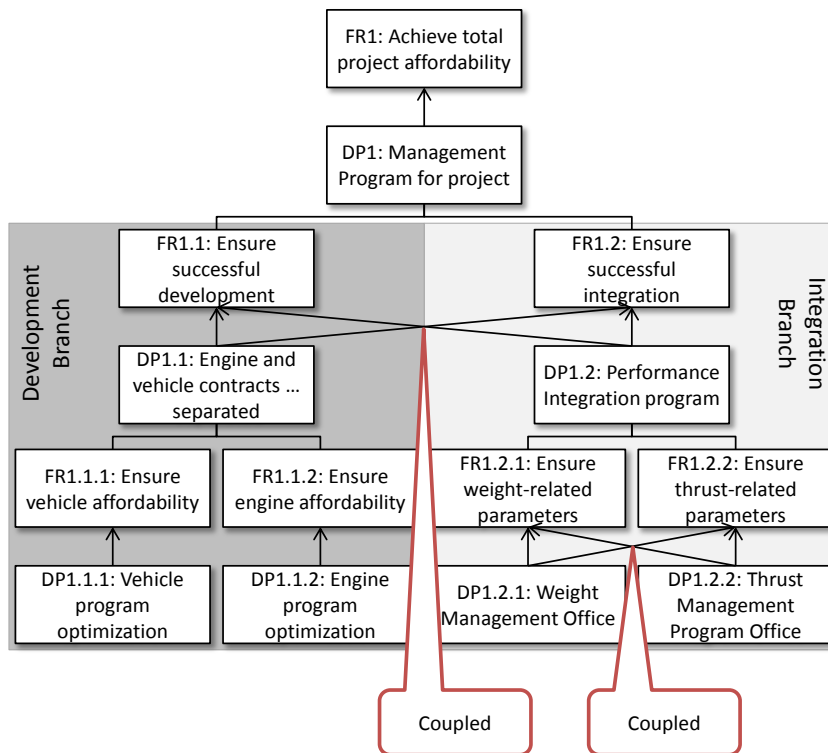 FR1: Achieve total
project affordability
DP1: Management
Program for project
Development
Branch
FR1.1: Ensure
successful
development
FR1.2: Ensure
successful
integration
Integration
Branch
DP1.1: Engine and
vehicle contracts …
separated
DP1.2: Performance
Integration program
FR1.1.1: Ensure
vehicle affordability
FR1.1.2: Ensure
engine affordability
FR1.2.1: Ensure
weight-related
parameters
FR1.2.2: Ensure
thrust-related
parameters
DP1.1.1: Vehicle
program
optimization
DP1.1.2: Engine
program
optimization
DP1.2.1: Weight
Management Office
DP1.2.2: Thrust
Management
Program Office
Coupled
Coupled